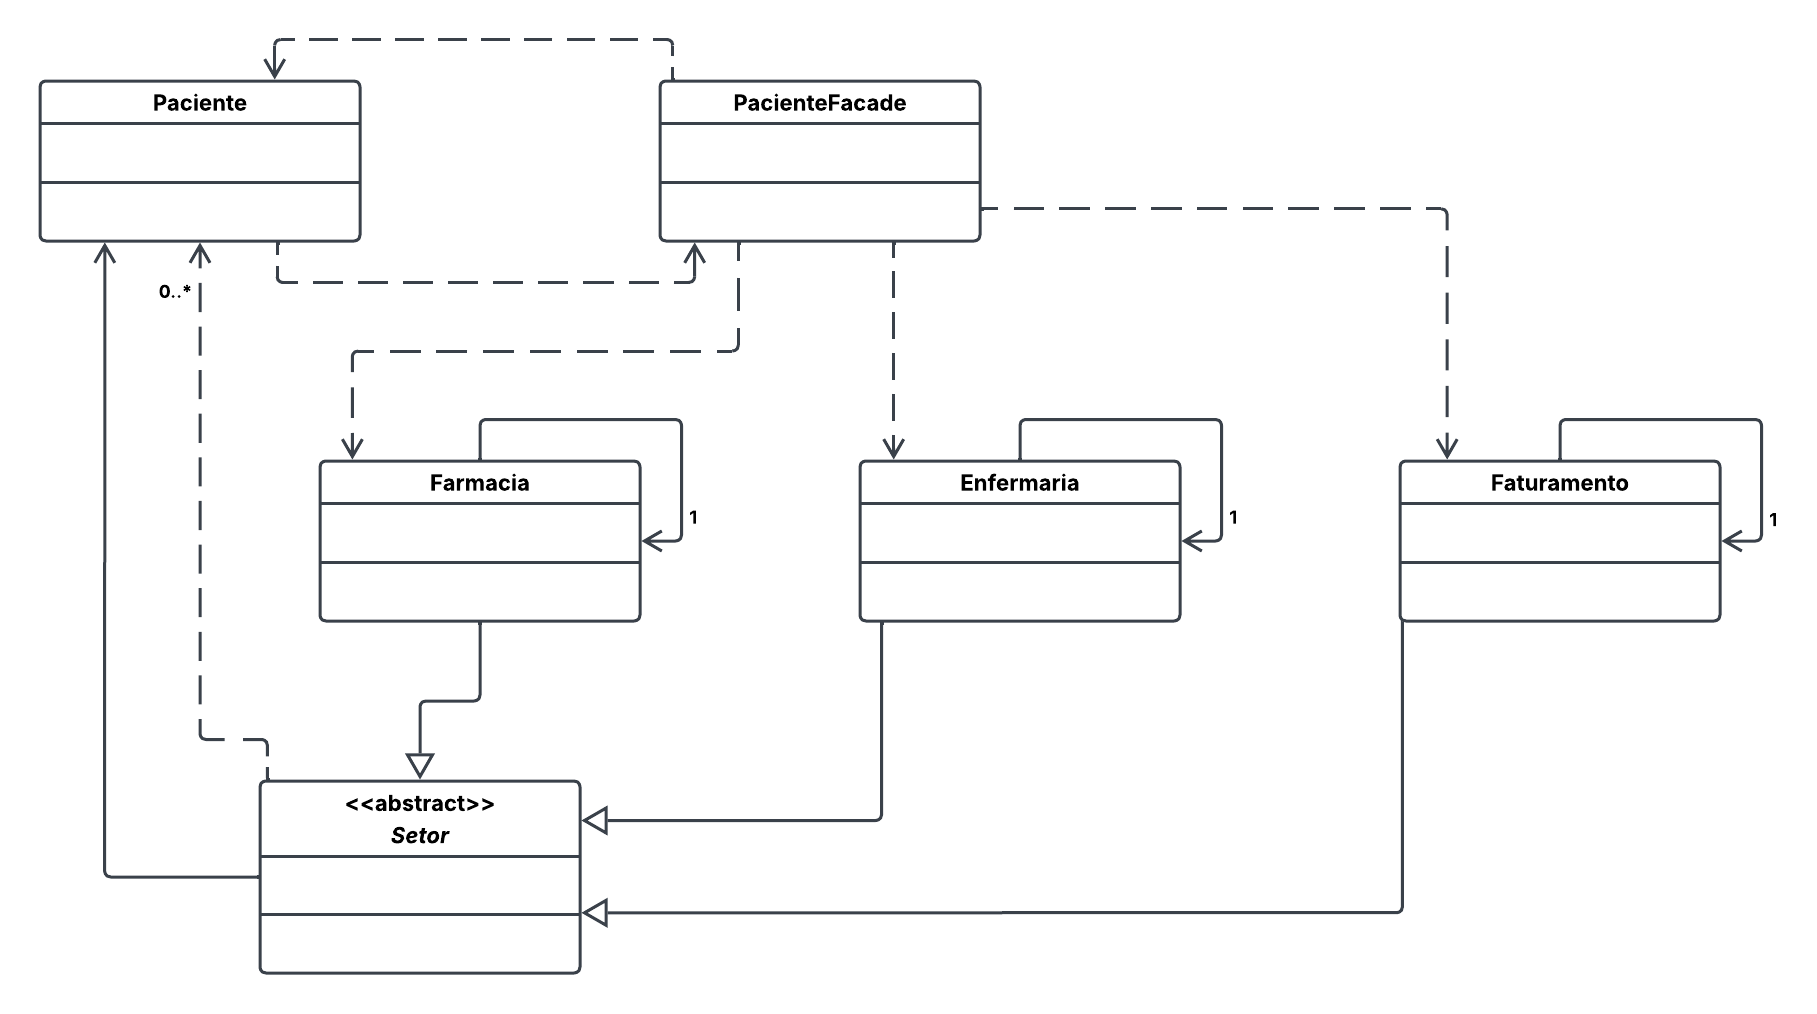 Paciente
PacienteFacade
0..*
Farmacia
1
Enfermaria
1
Faturamento
1
<<abstract>>
Setor